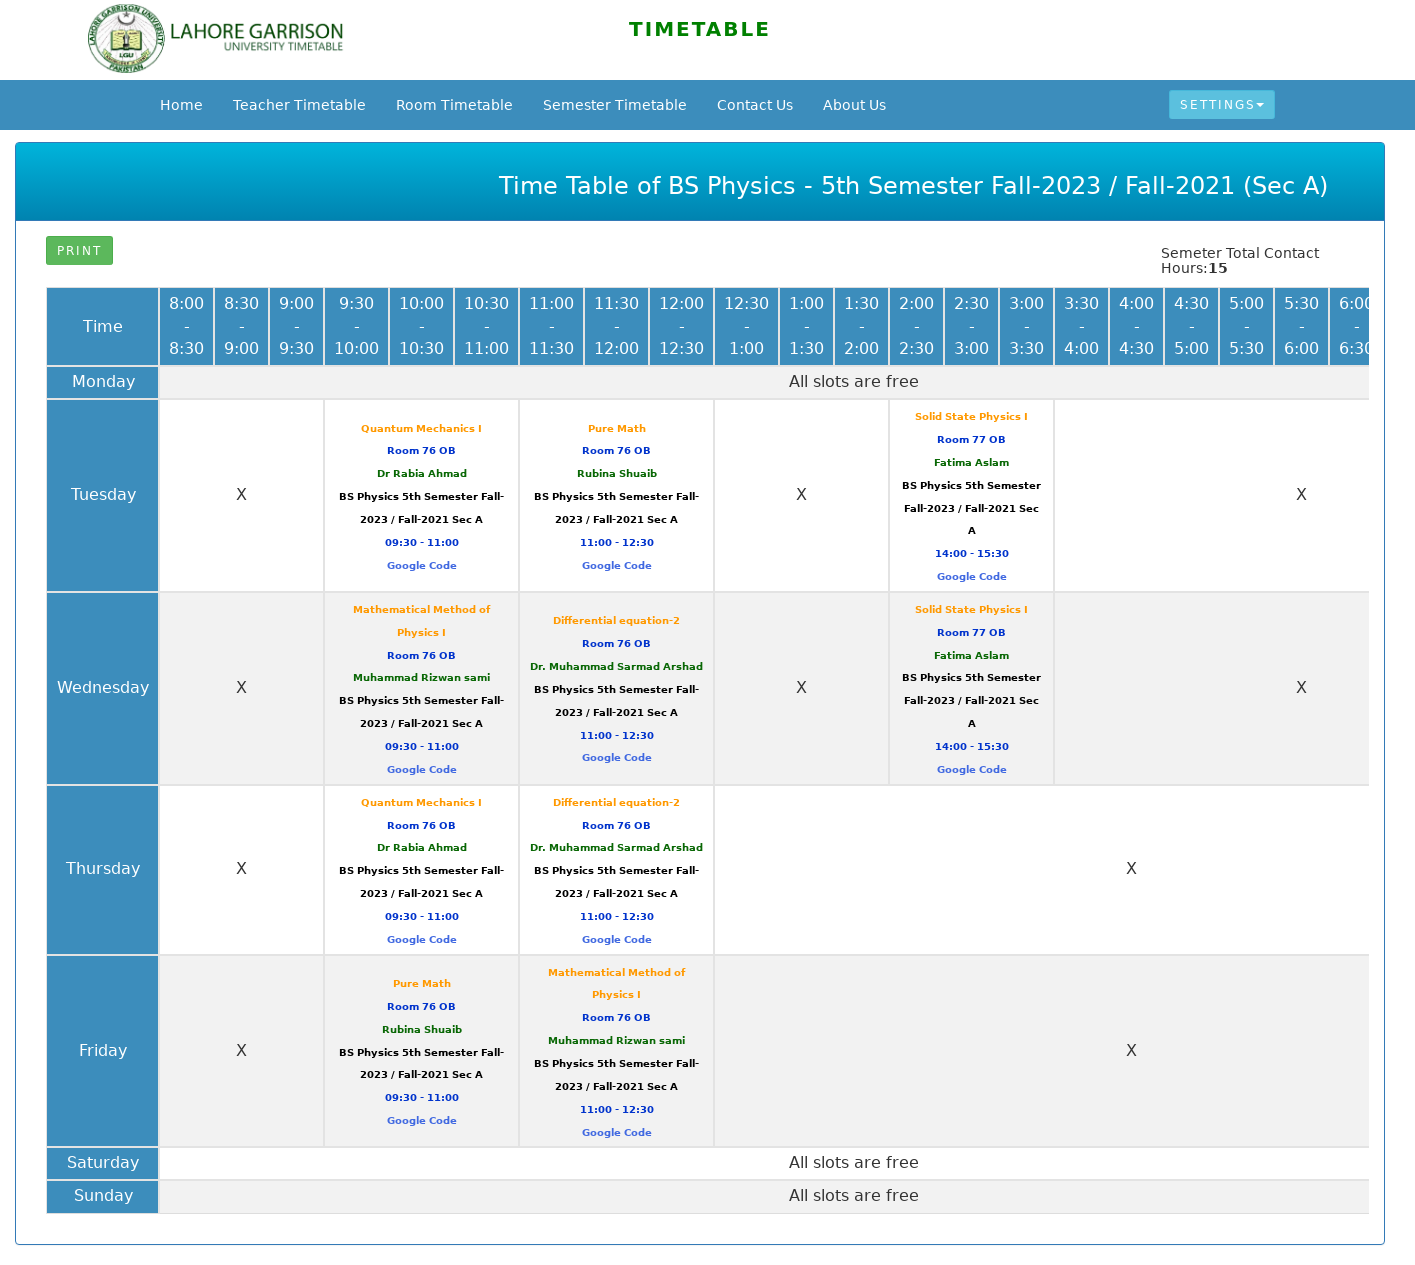 LAHORE GARRISON
UNIVERSITY TIMETABLE
TIMETABLE
Home Teacher Timetable Room Timetable Semester Timetable Contact Us About Us SETTINGS
Time Table of BS Physics - 5th Semester Fall-2023 / Fall-2021 (Sec A)
PRINT
Semeter Total Contact
Hours:15
Time
8:00 - 8:30
8:30 - 9:00
9:00 - 9:30
9:30 - 10:00
10:00 - 10:30
10:30 - 11:00
11:00 - 11:30
11:30 - 12:00
12:00 - 12:30
12:30 - 1:00
1:00 - 1:30
1:30 - 2:00
2:00 - 2:30
2:30 - 3:00
3:00 - 3:30
3:30 - 4:00
4:00 - 4:30
4:30 - 5:00
5:00 - 5:30
5:30 - 6:00
6:00 - 6:30
Monday
All slots are free
Tuesday
X
Quantum Mechanics I
Room 76 OB
Dr Rabia Ahmad
BS Physics 5th Semester Fall-
2023 / Fall-2021 Sec A
09:30 - 11:00
Google Code
Pure Math
Room 76 OB
Rubina Shuaib
BS Physics 5th Semester Fall-
2023 / Fall-2021 Sec A
11:00 - 12:30
Google Code
X
Solid State Physics I
Room 77 OB
Fatima Aslam
BS Physics 5th Semester
Fall-2023 / Fall-2021 Sec
A
14:00 - 15:30
Google Code
X
Wednesday
X
Mathematical Method of
Physics I
Room 76 OB
Muhammad Rizwan sami
BS Physics 5th Semester Fall-
2023 / Fall-2021 Sec A
09:30 - 11:00
Google Code
Differential equation-2
Room 76 OB
Dr. Muhammad Sarmad Arshad
BS Physics 5th Semester Fall-
2023 / Fall-2021 Sec A
11:00 - 12:30
Google Code
X
Solid State Physics I
Room 77 OB
Fatima Aslam
BS Physics 5th Semester
Fall-2023 / Fall-2021 Sec
A
14:00 - 15:30
Google Code
X
Thursday
X
Quantum Mechanics I
Room 76 OB
Dr Rabia Ahmad
BS Physics 5th Semester Fall-
2023 / Fall-2021 Sec A
09:30 - 11:00
Google Code
Differential equation-2
Room 76 OB
Dr. Muhammad Sarmad Arshad
BS Physics 5th Semester Fall-
2023 / Fall-2021 Sec A
11:00 - 12:30
Google Code
X
Friday
X
Pure Math
Room 76 OB
Rubina Shuaib
BS Physics 5th Semester Fall-
2023 / Fall-2021 Sec A
09:30 - 11:00
Google Code
Mathematical Method of
Physics I
Room 76 OB
Muhammad Rizwan sami
BS Physics 5th Semester Fall-
2023 / Fall-2021 Sec A
11:00 - 12:30
Google Code
X
Saturday
All slots are free
Sunday
All slots are free